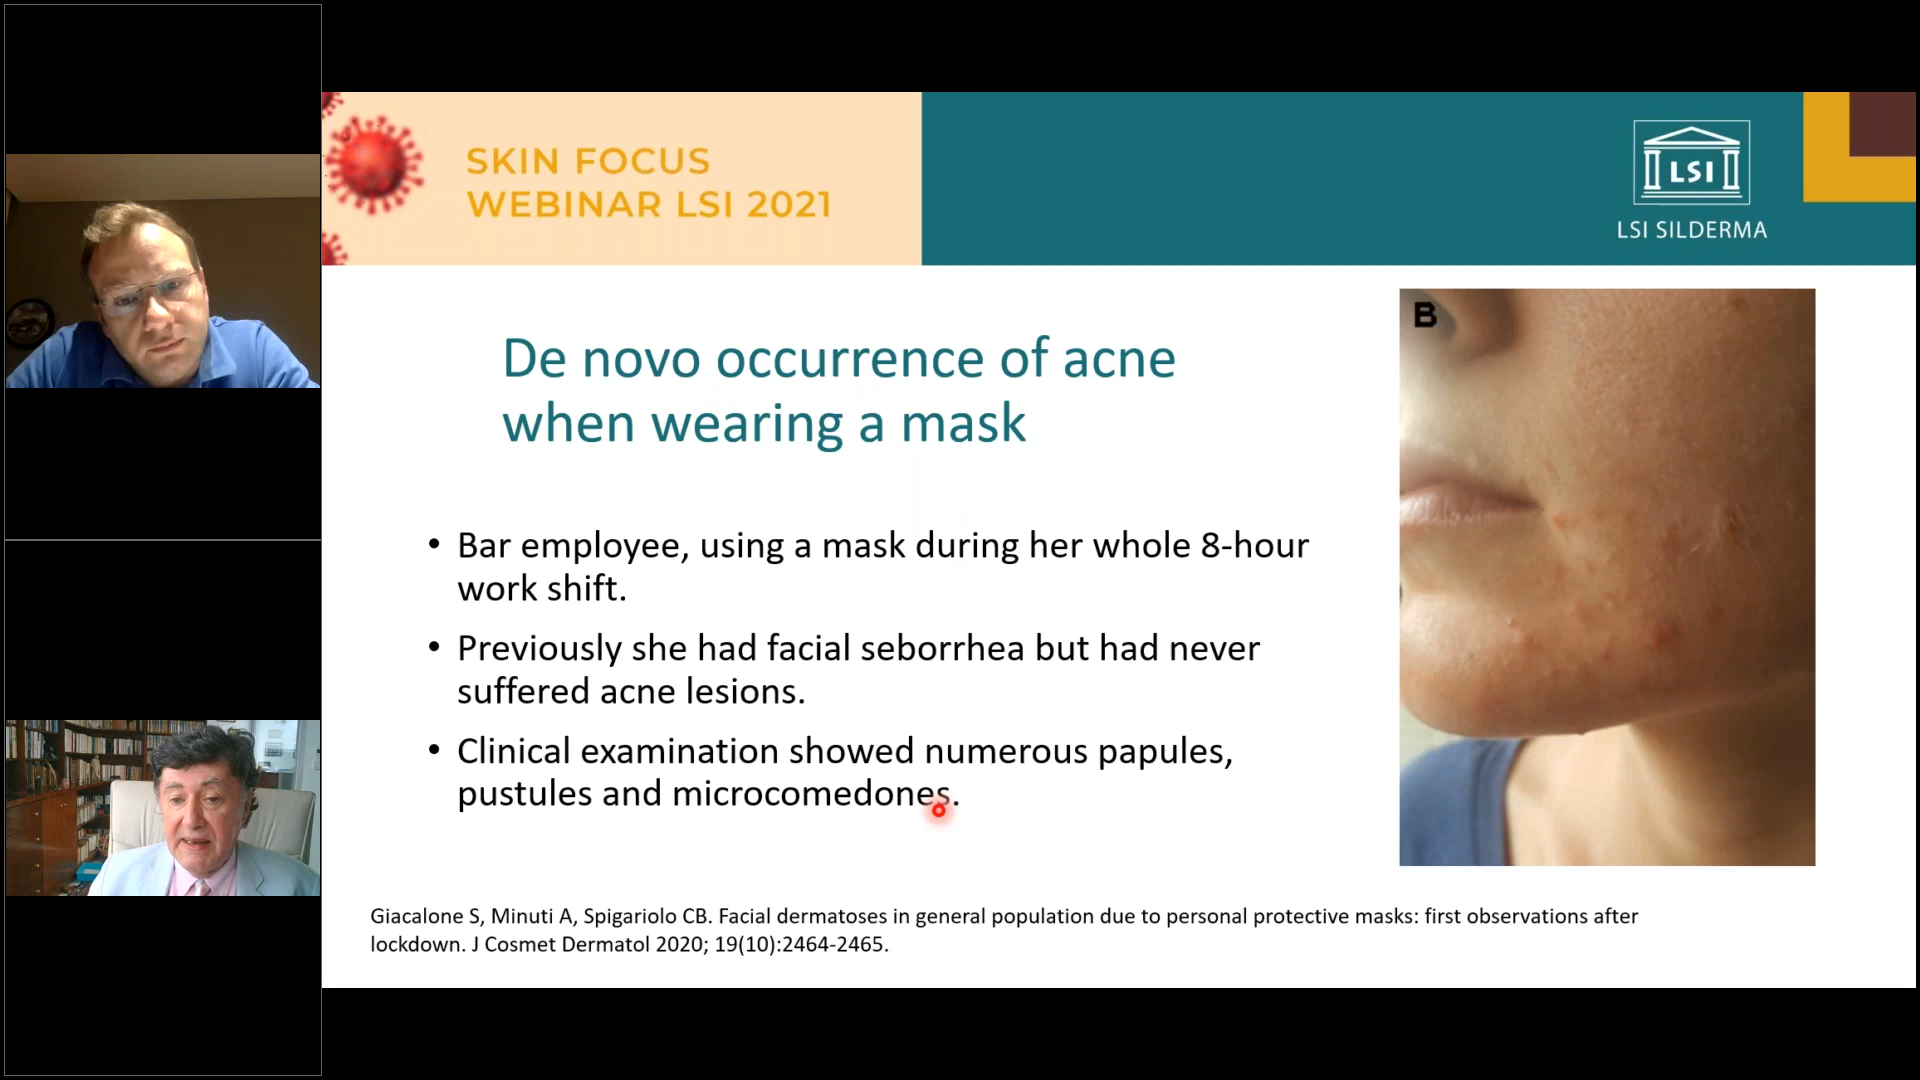 SKIN FOCUS
WEBINAR LSI 2021
LSI
LSI SILDERMA
B
De novo occurrence of acne
when wearing a mask
• Bar employee, using a mask during her whole 8-hour
work shift.
• Previously she had facial seborrhea but had never
suffered acne lesions.
• Clinical examination showed numerous papules,
pustules and microcomedones.
Giacalone S, Minuti A, Spigariolo CB. Facial dermatoses in general population due to personal protective masks: first observations after
lockdown. J Cosmet Dermatol 2020; 19(10):2464-2465.